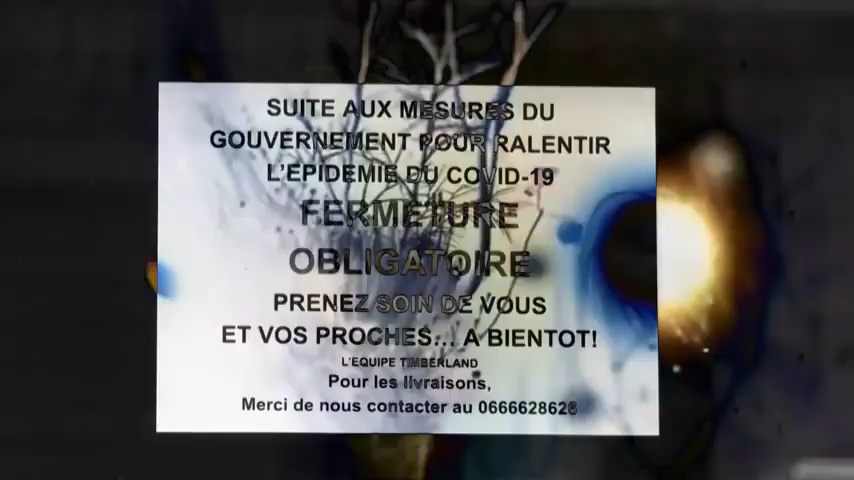 SUITE AUX MESURES DU
GOUVERNEMENT POUR RALENTIR
L'EPIDEMIE DU COVID-19
FERMETURE
OBLIGATOIRE
PRENEZ SOIN DE VOUS
ET VOS PROCHES... A BIENTOT!
L'EQUIPE TIMBERLAND
Pour les livraisons,
Merci de nous contacter au 0666628626